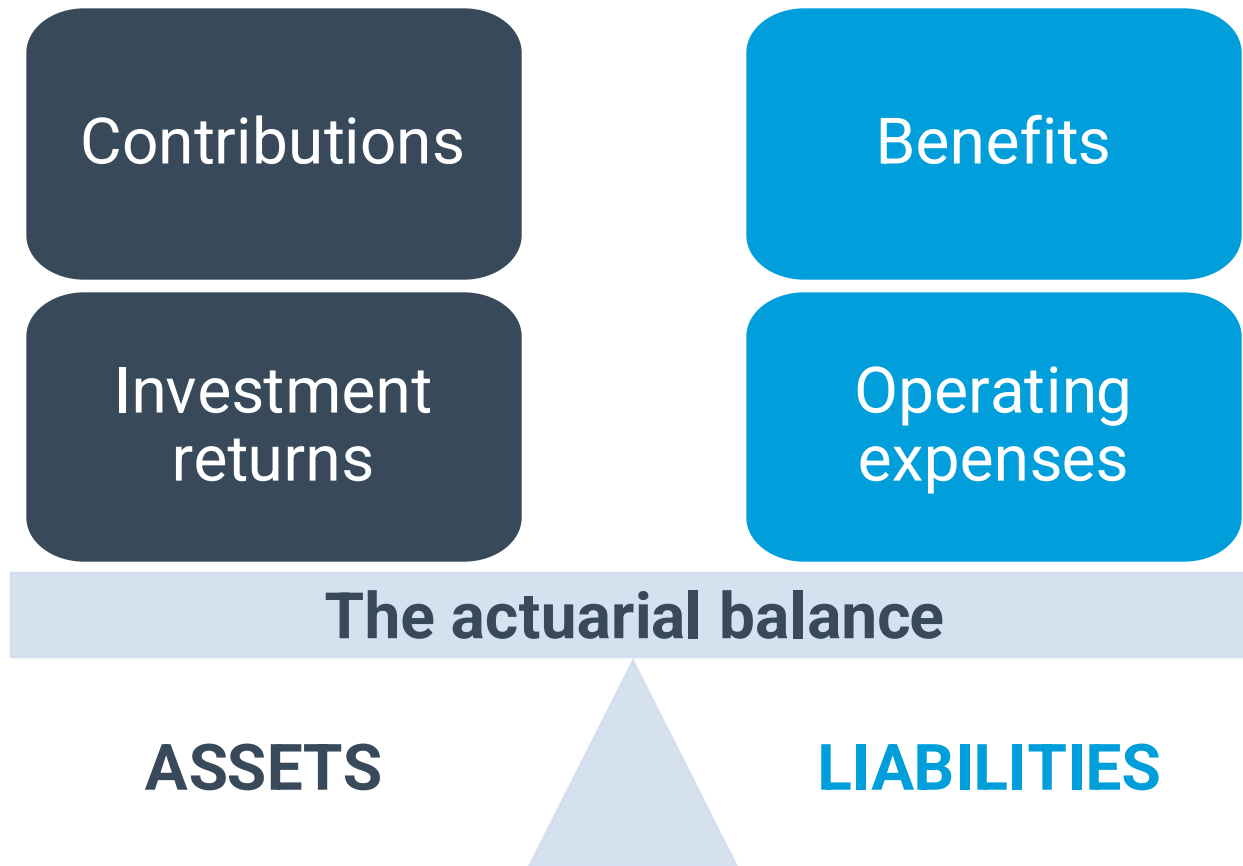 Contributions
Benefits
Investment
returns
Operating
expenses
The actuarial balance
ASSETS
LIABILITIES